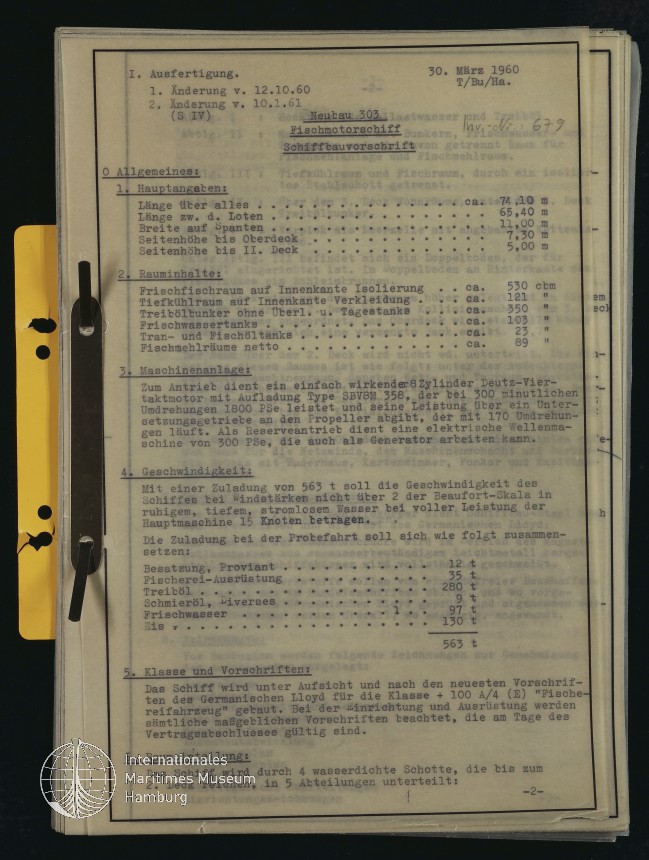 I. Ausfertigung. 30. März 1960
T/Bu/Ha.
1. Änderung v. 12.10.60
2. Änderung v. 10.1.61
(S IV)
Neubau 303 Inv.-Nr.: 679
Fischmotorschiff
Schiffbauvorschrift
0 Allgemeines:
1. Hauptangaben:
Länge über alles . . . . . . . . . . . . . . . ca. 74,10 m
Länge zw. d. Loten . . . . . . . . . . . . . . . . 65,40 m
Breite auf Spanten . . . . . . . . . . . . . . . . 11,00 m
Seitenhöhe bis Oberdeck . . . . . . . . . . . . . 7,30 m
Seitenhöhe bis II. Deck . . . . . . . . . . . . . 5,00 m
2. Rauminhalte:
Frischfischraum auf Innenkante Isolierung . . ca. 530 cbm
Tiefkühlraum auf Innenkante Verkleidung . . . ca. 121 "
Treibölbunker ohne Überl. u. Tagestanks . . . ca. 350 "
Frischwassertanks . . . . . . . . . . . . . . ca. 103 "
Tran- und Fischöltanks . . . . . . . . . . . ca. 23 "
Fischmehlräume netto . . . . . . . . . . . . ca. 89 "
3. Maschinenanlage:
Zum Antrieb dient ein einfach wirkender 8 Zylinder Deutz-Vier-
taktmotor mit Aufladung Type SBV8M 358, der bei 300 minutlichen
Umdrehungen 1800 PSe leistet und seine Leistung über ein Unter-
setzungsgetriebe an den Propeller abgibt, der mit 170 Umdrehun-
gen läuft. Als Reserveantrieb dient eine elektrische Wellenma-
schine von 300 PSe, die auch als Generator arbeiten kann.
4. Geschwindigkeit:
Mit einer Zuladung von 563 t soll die Geschwindigkeit des
Schiffes bei Windstärken nicht über 2 der Beaufort-Skala in
ruhigem, tiefem, stromlosem Wasser bei voller Leistung der
Hauptmaschine 15 Knoten betragen.
Die Zuladung bei der Probefahrt soll sich wie folgt zusammen-
setzen:
Besatzung, Proviant . . . . . . . . . . . 12 t
Fischerei-Ausrüstung . . . . . . . . . . 35 t
Treiböl . . . . . . . . . . . . . . . . . 280 t
Schmieröl, Diverses . . . . . . . . . . . 9 t
Frischwasser . . . . . . . . . . . . . . 97 t
Eis . . . . . . . . . . . . . . . . . . . 130 t
563 t
5. Klasse und Vorschriften:
Das Schiff wird unter Aufsicht und nach den neuesten Vorschrif-
ten des Germanischen Lloyd für die Klasse + 100 A/4 (E) "Fische-
reifahrzeug" gebaut. Bei der Einrichtung und Ausrüstung werden
sämtliche maßgeblichen Vorschriften beachtet, die am Tage des
Vertragsabschlusses gültig sind.
Das Schiff wird durch 4 wasserdichte Schotte, die bis zum
2. Deck reichen, in 5 Abteilungen unterteilt:
-2-
Internationales
Maritimes Museum
Hamburg